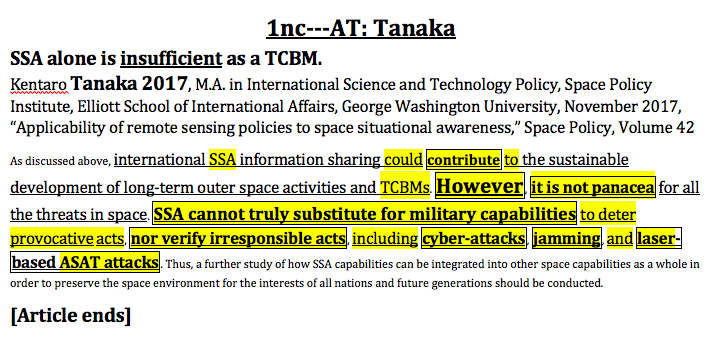 1nc---AT: Tanaka
SSA alone is insufficient as a TCBM.
Kentaro Tanaka 2017, M.A. in International Science and Technology Policy, Space Policy
Institute, Elliott School of International Affairs, George Washington University, November 2017,
“Applicability of remote sensing policies to space situational awareness,” Space Policy, Volume 42
As discussed above, international SSA information sharing could contribute to the sustainable
development of long-term outer space activities and TCBMs. However, it is not panacea for all
the threats in space. SSA cannot truly substitute for military capabilities to deter
provocative acts, nor verify irresponsible acts, including cyber-attacks, jamming, and laser-
based ASAT attacks. Thus, a further study of how SSA capabilities can be integrated into other space capabilities as a whole in
order to preserve the space environment for the interests of all nations and future generations should be conducted.
[Article ends]